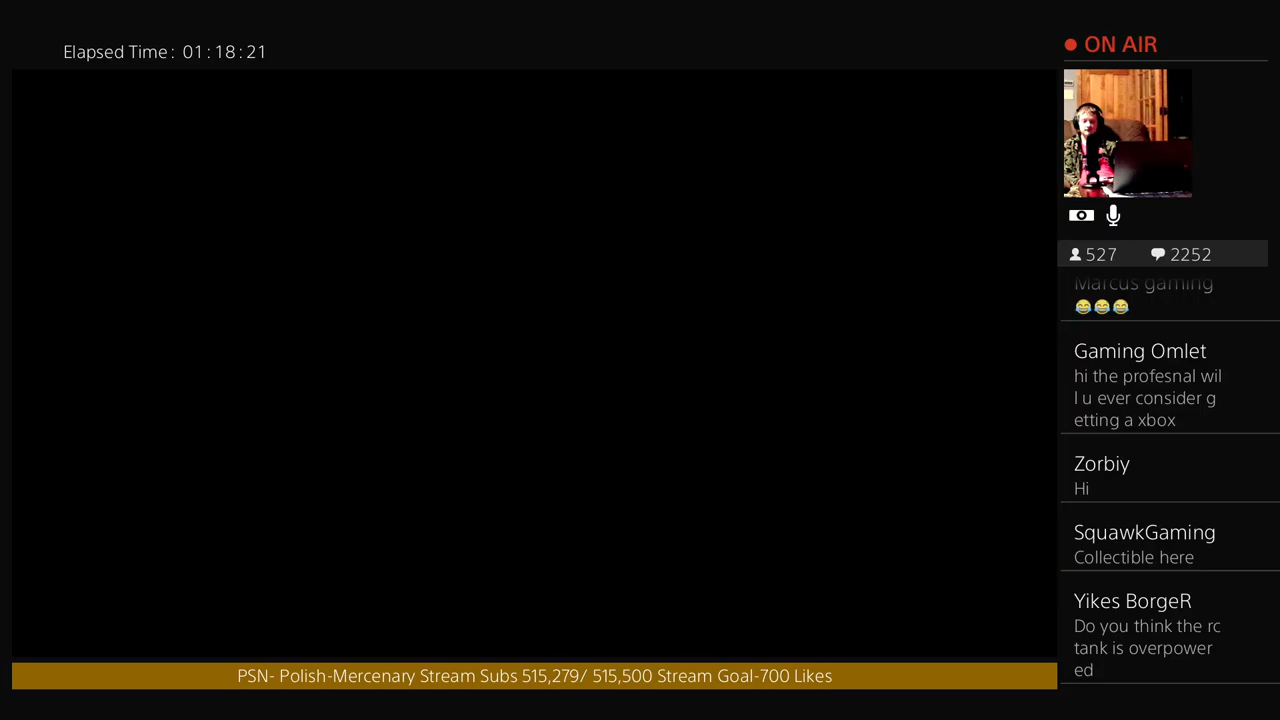 Elapsed Time: 01:18:21
ON AIR
527 2252
Marcus gaming
😂😂😂
Gaming Omlet
hi the profesnal wil
l u ever consider g
etting a xbox
Zorbiy
Hi
SquawkGaming
Collectible here
Yikes BorgeR
Do you think the rc
tank is overpower
ed
PSN- Polish-Mercenary Stream Subs 515,279/ 515,500 Stream Goal-700 Likes